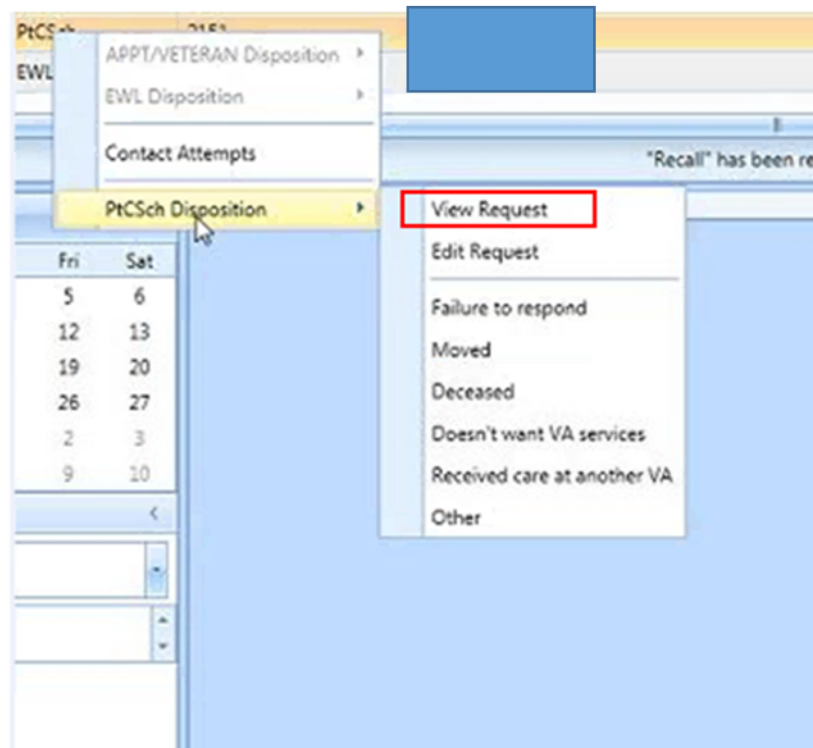 PtCSch 2151
EWL
APPT/VETERAN Disposition
EWL Disposition
Contact Attempts
"Recall" has been re
PtCSch Disposition
View Request
Edit Request
Failure to respond
Moved
Deceased
Doesn't want VA services
Received care at another VA
Other
Fri Sat
5 6
12 13
19 20
26 27
2 3
9 10